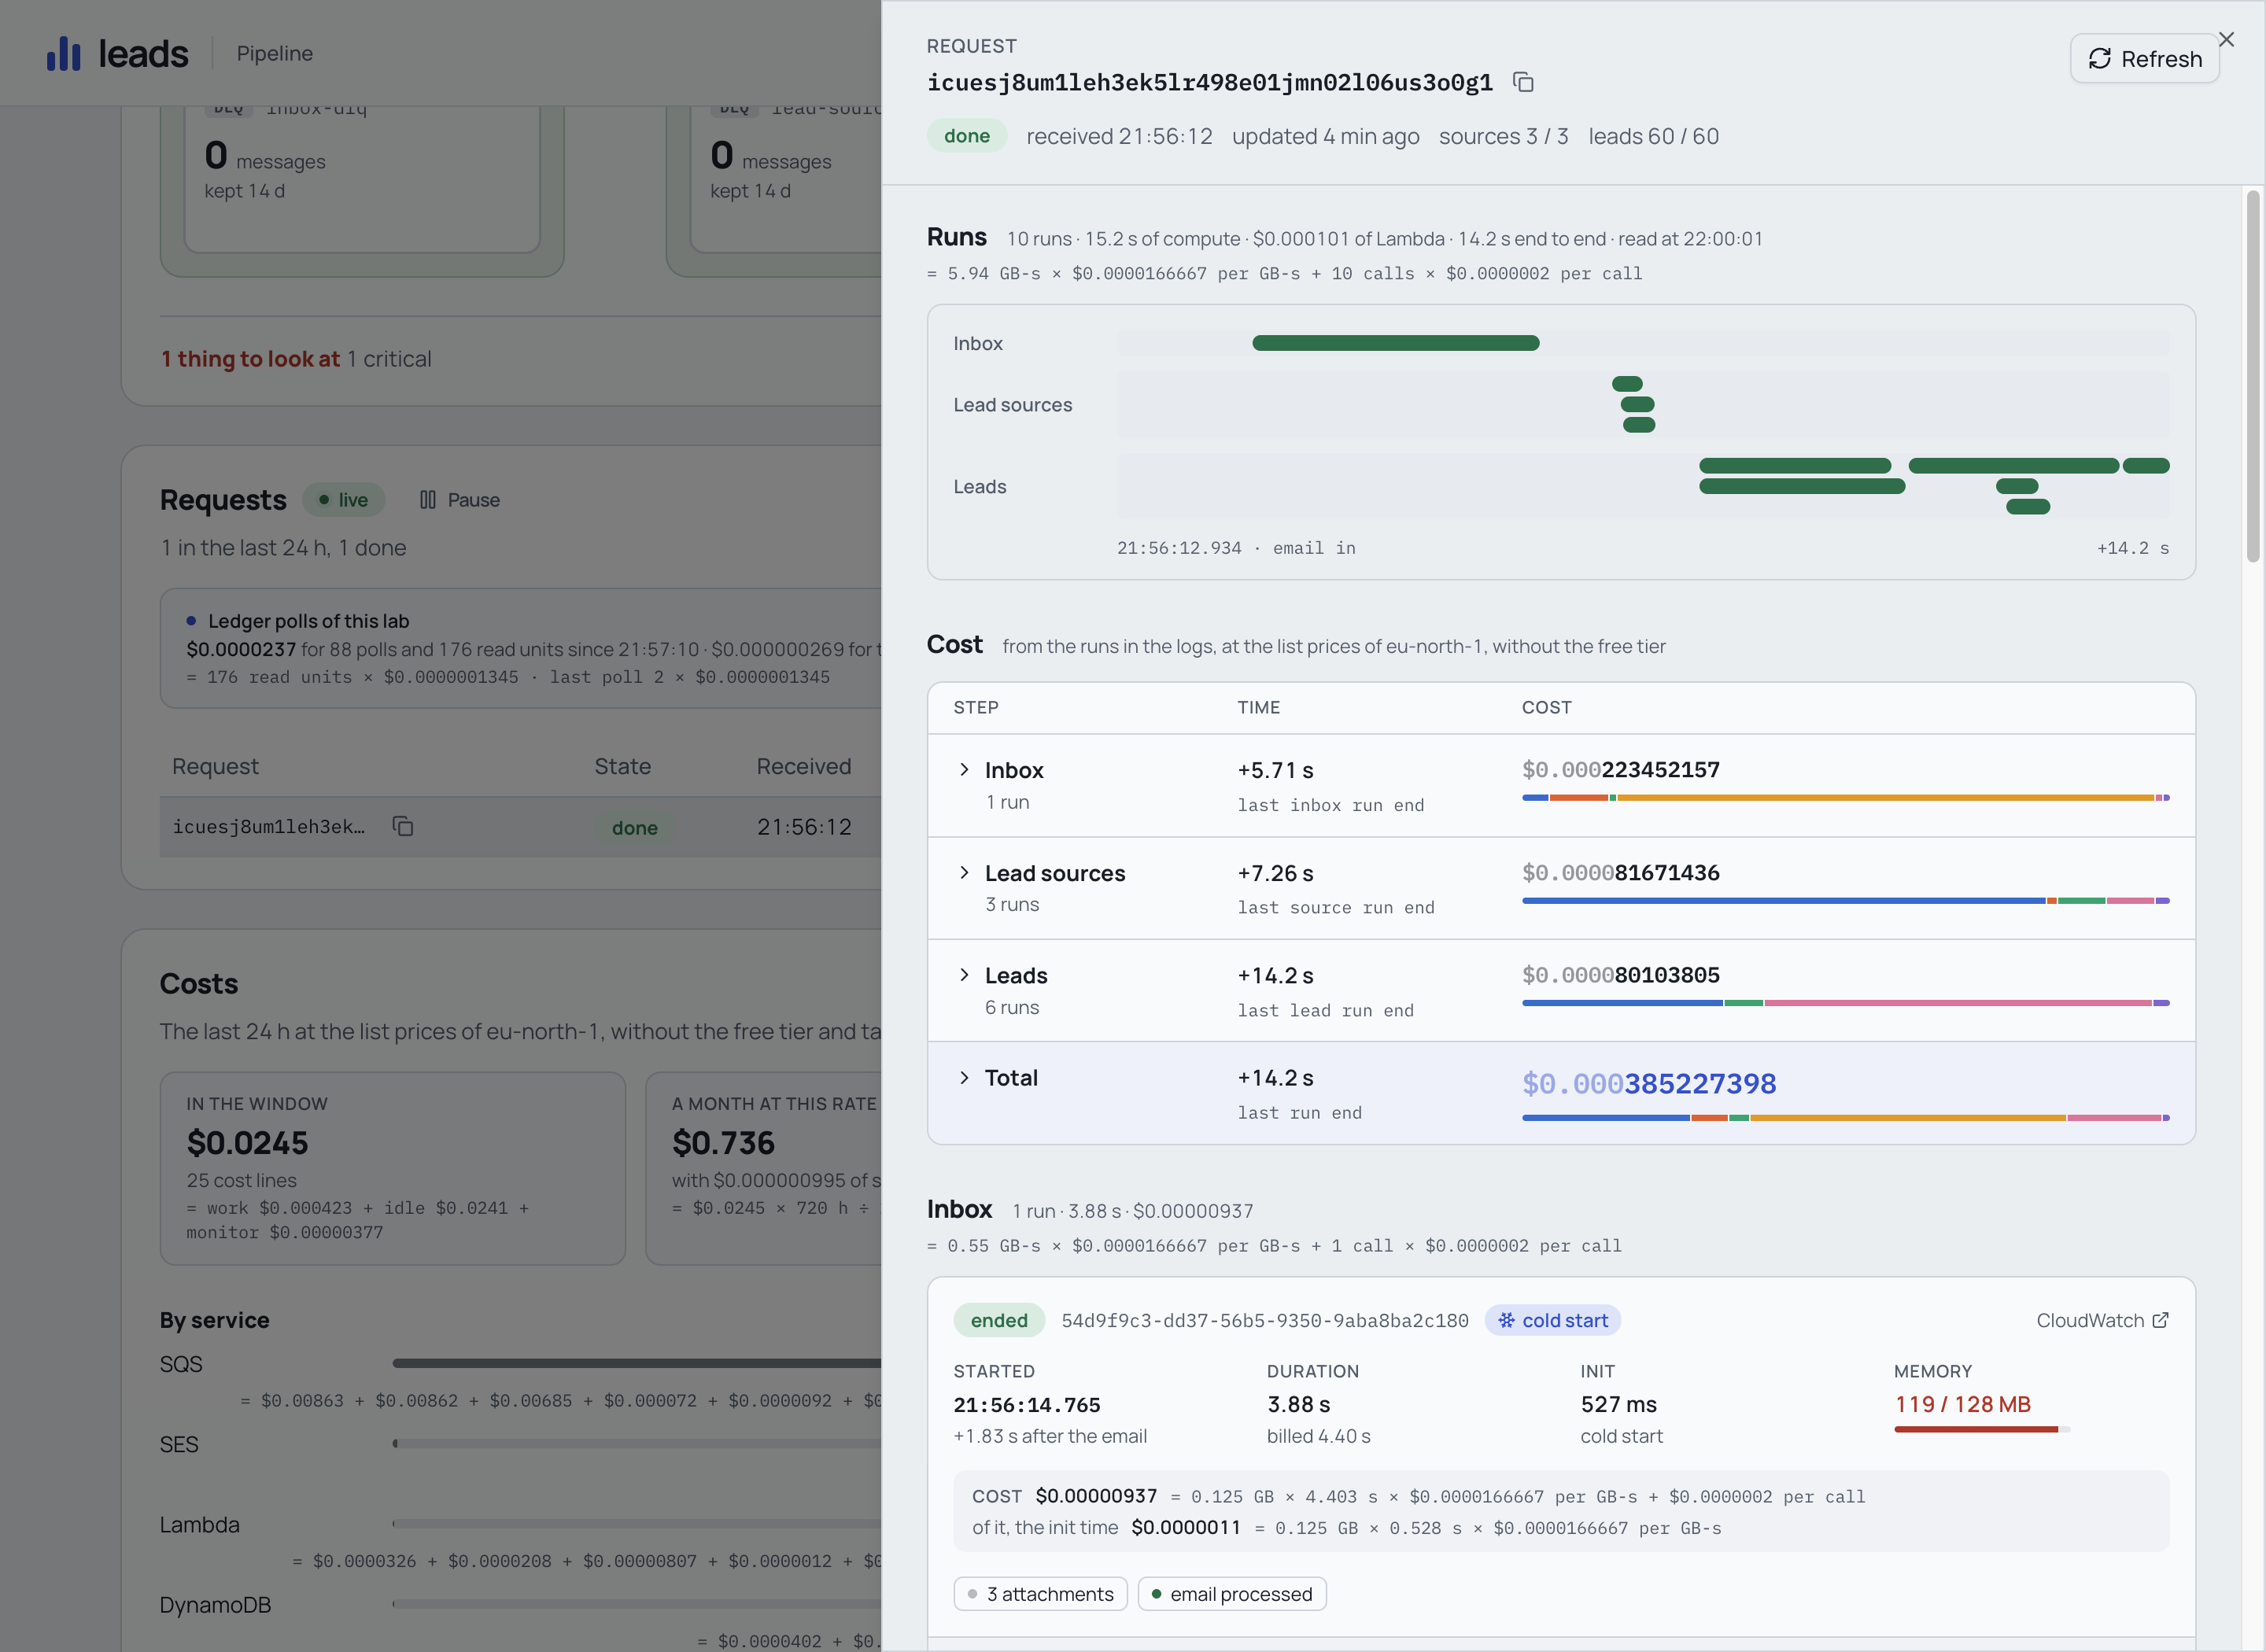 leads
Pipeline
DLQ inbox-dlq
0 messages
kept 14 d
DLQ
0 messages
kept 14 d
1 thing to look at 1 critical
Requests live Pause
1 in the last 24 h, 1 done
Ledger polls of this lab
$0.0000237 for 88 polls and 176 read units since 21:57:10 · $0.000000269 for
= 176 read units × $0.0000001345 · last poll 2 × $0.0000001345
Request State Received
icuesj8um1leh3ek… done 21:56:12
Costs
The last 24 h at the list prices of eu-north-1, without the free tier and
IN THE WINDOW
$0.0245
25 cost lines
= work $0.000423 + idle $0.0241 +
monitor $0.00000377
A MONTH AT THIS RATE
$0.736
with $0.000000995 of
= $0.0245 × 720 h ÷
By service
SQS
= $0.00863 + $0.00862 + $0.00685 + $0.000072 + $0.0000092 +
SES
Lambda
= $0.0000326 + $0.0000208 + $0.00000807 + $0.0000012 +
DynamoDB
= $0.0000402 +
REQUEST
icuesj8um1leh3ek5lr498e01jmn02l06us3o0g1
Refresh
done received 21:56:12 updated 4 min ago sources 3 / 3 leads 60 / 60
Runs 10 runs · 15.2 s of compute · $0.000101 of Lambda · 14.2 s end to end · read at 22:00:01
= 5.94 GB-s × $0.0000166667 per GB-s + 10 calls × $0.0000002 per call
Inbox
Lead sources
Leads
21:56:12.934 · email in +14.2 s
Cost from the runs in the logs, at the list prices of eu-north-1, without the free tier
STEP TIME COST
Inbox +5.71 s $0.000223452157
1 run last inbox run end
Lead sources +7.26 s $0.000081671436
3 runs last source run end
Leads +14.2 s $0.000080103805
6 runs last lead run end
Total +14.2 s $0.000385227398
last run end
Inbox 1 run · 3.88 s · $0.00000937
= 0.55 GB-s × $0.0000166667 per GB-s + 1 call × $0.0000002 per call
ended 54d9f9c3-dd37-56b5-9350-9aba8ba2c180 cold start CloudWatch
STARTED DURATION INIT MEMORY
21:56:14.765 3.88 s 527 ms 119 / 128 MB
+1.83 s after the email billed 4.40 s cold start
COST $0.00000937 = 0.125 GB × 4.403 s × $0.0000166667 per GB-s + $0.0000002 per call
of it, the init time $0.0000011 = 0.125 GB × 0.528 s × $0.0000166667 per GB-s
3 attachments email processed